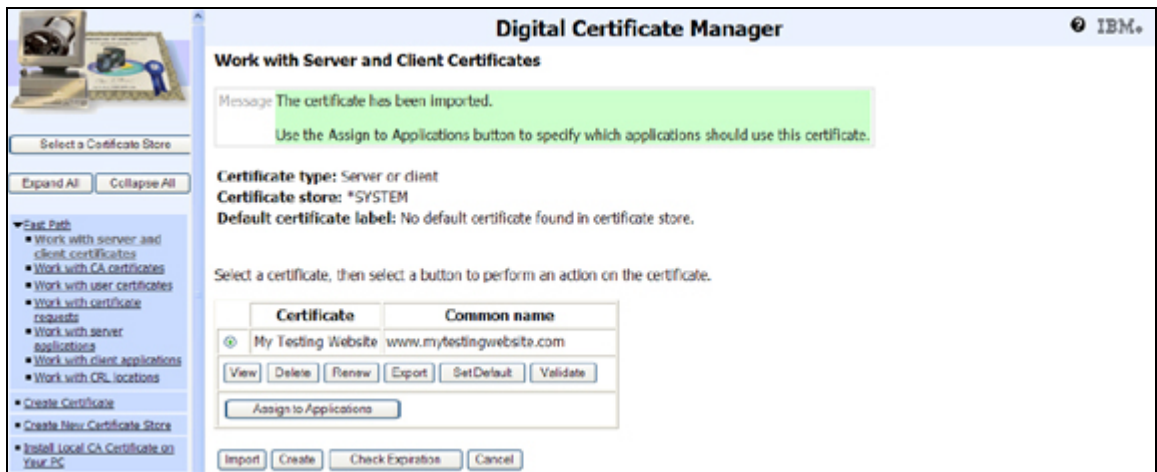 Digital Certificate Manager
IBM
Select a Certificate Store
Expand All
Collapse All
Fast Path
Work with server and
client certificates
Work with CA certificates
Work with user certificates
Work with certificate
requests
Work with server
applications
Work with client applications
Work with CRL locations
Create Certificate
Create New Certificate Store
Install Local CA Certificate on
Your PC
Work with Server and Client Certificates
Message The certificate has been imported.
Use the Assign to Applications button to specify which applications should use this certificate.
Certificate type: Server or client
Certificate store: *SYSTEM
Default certificate label: No default certificate found in certificate store.
Select a certificate, then select a button to perform an action on the certificate.
Certificate Common name
My Testing Website www.mytestingwebsite.com
View Delete Renew Export Set Default Validate
Assign to Applications
Import Create Check Expiration Cancel